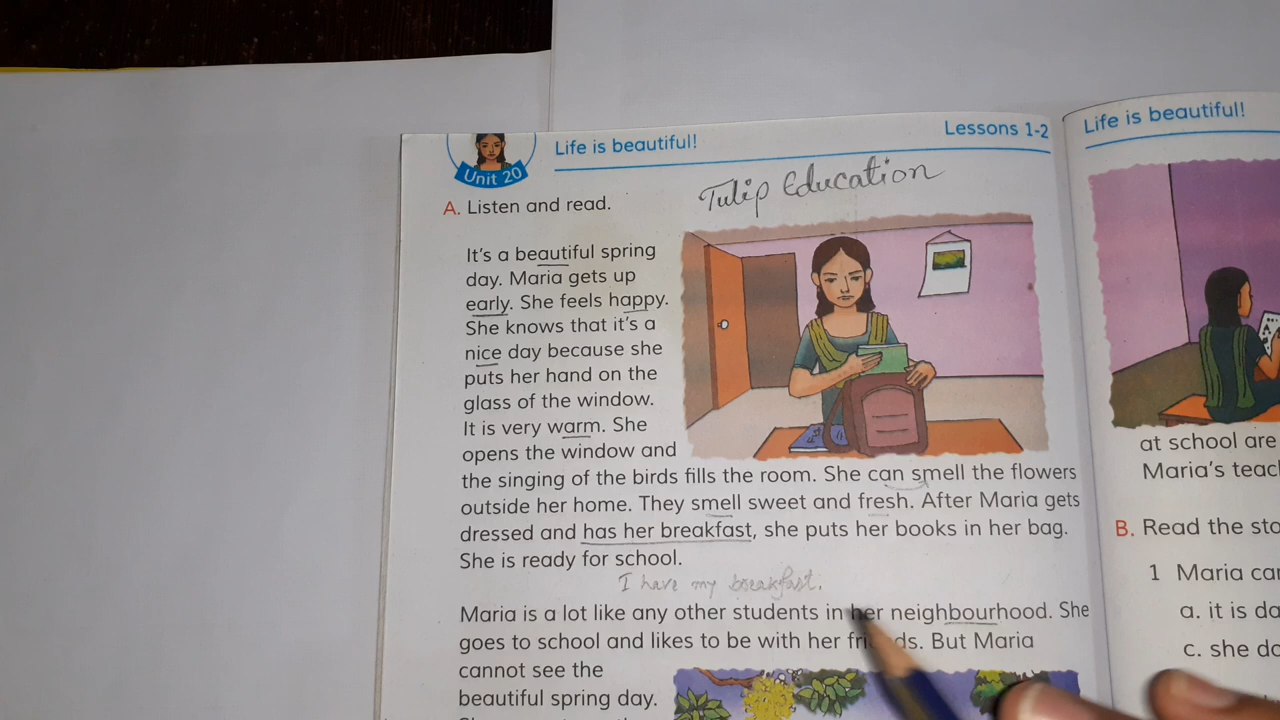 Life is beautiful!
Lessons 1-2
Unit 20
Tulip Education
A. Listen and read.
It's a beautiful spring
day. Maria gets up
early. She feels happy.
She knows that it's a
nice day because she
puts her hand on the
glass of the window.
It is very warm. She
opens the window and
the singing of the birds fills the room. She can smell the flowers
outside her home. They smell sweet and fresh. After Maria gets
dressed and has her breakfast, she puts her books in her bag.
She is ready for school.
I have my breakfast.
Maria is a lot like any other students in her neighbourhood. She
goes to school and likes to be with her friends. But Maria
cannot see the
beautiful spring day.
Life is beautiful!
at school are
Maria's teac
B. Read the sto
1 Maria can
a. it is da
c. she do